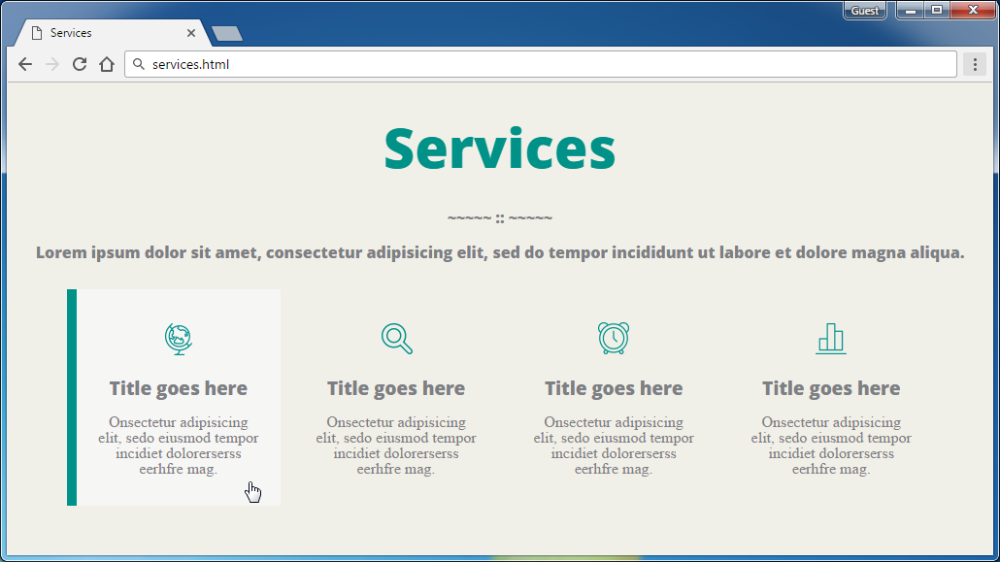 Guest
Services
services.html
Services
~~~~~ :: ~~~~~
Lorem ipsum dolor sit amet, consectetur adipisicing elit, sed do tempor incididunt ut labore et dolore magna aliqua.
Title goes here
Onsectetur adipisicing
elit, sedo eiusmod tempor
incidiet dolorerserss
eerhfre mag.
Title goes here
Onsectetur adipisicing
elit, sedo eiusmod tempor
incidiet dolorerserss
eerhfre mag.
Title goes here
Onsectetur adipisicing
elit, sedo eiusmod tempor
incidiet dolorerserss
eerhfre mag.
Title goes here
Onsectetur adipisicing
elit, sedo eiusmod tempor
incidiet dolorerserss
eerhfre mag.